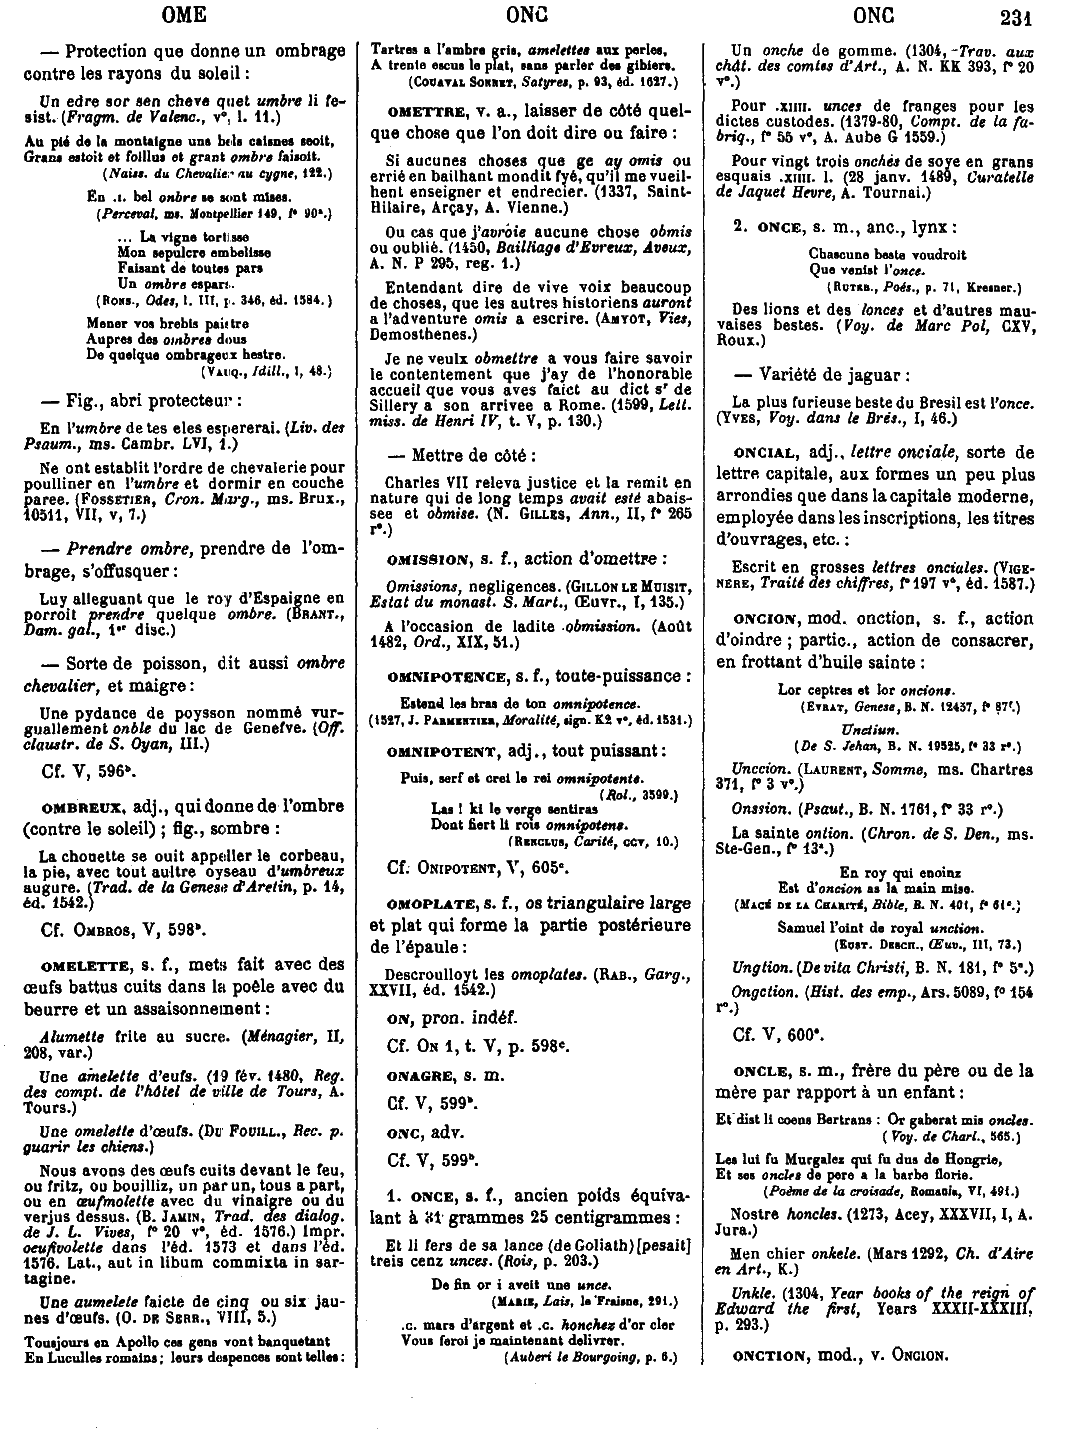 OME
ONC
ONC
231
— Protection que donne un ombrage
contre les rayons du soleil :
Un edre sor sen cheve quet umbre li fe-
sist. (Fragm. de Valenc., v°, l. 11.)
Au pié de la montaigne uns bels caisnes seoit,
Grans estoit et foillus et grant ombre faisoit.
(Naiss. du Chevalier au cygne, 122.)
En .I. bel onbre se sont mises.
(Perceval, ms. Montpellier 149, f° 90ª.)
... La vigne tortisse
Mon sepulcre embelisse
Faisant de toutes pars
Un ombre espars.
(Rons., Odes, l. III, p. 346, éd. 1584.)
Mener vos brebis paistre
Aupres des ombres dous
De quelque ombrageux hestre.
(Vauq., Idill., I, 48.)
— Fig., abri protecteur :
En l'umbre de tes eles espererai. (Liv. des
Psaum., ms. Cambr. LVI, 1.)
Ne ont establit l'ordre de chevalerie pour
poulliner en l'umbre et dormir en couche
paree. (Fossetier, Cron. Marg., ms. Brux.,
10511, VII, v, 7.)
— Prendre ombre, prendre de l'om-
brage, s'offusquer :
Luy alleguant que le roy d'Espaigne en
porroit prendre quelque ombre. (Brant.,
Dam. gal., 1er disc.)
— Sorte de poisson, dit aussi ombre
chevalier, et maigre :
Une pydance de poysson nommé vur-
guallement onble du lac de Genefve. (Off.
claustr. de S. Oyan, III.)
Cf. V, 596b.
OMBREUX, adj., qui donne de l'ombre
(contre le soleil) ; fig., sombre :
La chouette se ouit appeller le corbeau,
la pie, avec tout aultre oyseau d'umbreux
augure. (Trad. de la Genese d'Aretin, p. 14,
éd. 1542.)
Cf. Ombros, V, 598b.
OMELETTE, s. f., mets fait avec des
œufs battus cuits dans la poêle avec du
beurre et un assaisonnement :
Alumette frite au sucre. (Ménagier, II,
208, var.)
Une amelette d'eufs. (19 fév. 1480, Reg.
des compt. de l'hôtel de ville de Tours, A.
Tours.)
Une omelette d'œufs. (Du Fouill., Rec. p.
guarir les chiens.)
Nous avons des œufs cuits devant le feu,
ou fritz, ou bouilliz, un par un, tous a part,
ou en œufmolette avec du vinaigre ou du
verjus dessus. (B. Jamin, Trad. des dialog.
de J. L. Vives, f° 20 v°, éd. 1576.) Impr.
oeufivolette dans l'éd. 1573 et dans l'éd.
1576. Lat., aut in libum commixta in sar-
tagine.
Une aumelete faicte de cinq ou six jau-
nes d'œufs. (O. de Serr., VIII, 5.)
Tousjours en Apollo ces gens vont banquetant
En Luculles romains ; leurs despences sont telles :
Tartres a l'ambre gris, amelettes aux perles,
A trente escus le plat, sans parler des gibiers.
(Couaval Sonnet, Satyres, p. 93, éd. 1627.)
OMETTRE, v. a., laisser de côté quel-
que chose que l'on doit dire ou faire :
Si aucunes choses que ge ay omis ou
errié en bailhant mondit fyé, qu'il me vueil-
hent enseigner et endrecier. (1337, Saint-
Hilaire, Arçay, A. Vienne.)
Ou cas que j'avroie aucune chose obmis
ou oublié. (1450, Bailliage d'Evreux, Aveux,
A. N. P 295, reg. 1.)
Entendant dire de vive voix beaucoup
de choses, que les autres historiens auront
a l'adventure omis a escrire. (Amyot, Vies,
Demosthenes.)
Je ne veulx obmettre a vous faire savoir
le contentement que j'ay de l'honorable
accueil que vous aves faict au dict sr de
Sillery a son arrivee a Rome. (1599, Lett.
miss. de Henri IV, t. V, p. 130.)
— Mettre de côté :
Charles VII releva justice et la remit en
nature qui de long temps avait esté abais-
see et obmise. (N. Gilles, Ann., II, f° 265
r°.)
OMISSION, s. f., action d'omettre :
Omissions, negligences. (Gillon le Muisit,
Estat du monast. S. Mart., Œuvr., I, 135.)
A l'occasion de ladite obmission. (Août
1482, Ord., XIX, 51.)
OMNIPOTENCE, s. f., toute-puissance :
Estend les bras de ton omnipotence.
(1527, J. Parmentier, Moralité, sign. K2 v°, éd. 1531.)
OMNIPOTENT, adj., tout puissant :
Puis, serf et crei le rei omnipotente.
(Rol., 3599.)
Las ! ki le verge sentiras
Dont fiert li rois omnipotens.
(Renclus, Carité, ccv, 10.)
Cf. Onipotent, V, 605c.
OMOPLATE, s. f., os triangulaire large
et plat qui forme la partie postérieure
de l'épaule :
Descroulloyt les omoplates. (Rab., Garg.,
XXVII, éd. 1542.)
ON, pron. indéf.
Cf. On 1, t. V, p. 598c.
ONAGRE, s. m.
Cf. V, 599b.
ONC, adv.
Cf. V, 599b.
1. ONCE, s. f., ancien poids équiva-
lant à 31 grammes 25 centigrammes :
Et li fers de sa lance (de Goliath) [pesait]
treis cenz unces. (Rois, p. 203.)
De fin or i aveit une unce.
(Marie, Lais, le Fraisne, 291.)
.c. mars d'argent et .c. honchez d'or cler
Vous feroi je maintenant delivrer.
(Auberi le Bourgoing, p. 6.)
Un onche de gomme. (1304, Trav. aux
chât. des comtes d'Art., A. N. KK 393, f° 20
v°.)
Pour .xiiii. unces de franges pour les
dictes custodes. (1379-80, Compt. de la fa-
briq., f° 55 v°, A. Aube G 1559.)
Pour vingt trois onchés de soye en grans
esquais .xiiii. l. (28 janv. 1489, Curatelle
de Jaquet Hevre, A. Tournai.)
2. ONCE, s. m., anc., lynx :
Chascune beste voudroit
Que venist l'once.
(Ruteb., Poés., p. 71, Kresner.)
Des lions et des lonces et d'autres mau-
vaises bestes. (Voy. de Marc Pol, CXV,
Roux.)
— Variété de jaguar :
La plus furieuse beste du Bresil est l'once.
(Yves, Voy. dans le Brés., I, 46.)
ONCIAL, adj., lettre onciale, sorte de
lettre capitale, aux formes un peu plus
arrondies que dans la capitale moderne,
employée dans les inscriptions, les titres
d'ouvrages, etc. :
Escrit en grosses lettres onciales. (Vige-
nere, Traité des chiffres, f° 197 v°, éd. 1587.)
ONCION, mod. onction, s. f., action
d'oindre ; partic., action de consacrer,
en frottant d'huile sainte :
Lor ceptres et lor oncions.
(Evrat, Genese, B. N. 12457, f° 87f.)
Unctiun.
(De S. Jehan, B. N. 19525, f° 33 r°.)
Unccion. (Laurent, Somme, ms. Chartres
371, f° 3 v°.)
Onssion. (Psaut., B. N. 1761, f° 33 r°.)
La sainte ontion. (Chron. de S. Den., ms.
Ste-Gen., f° 13ª.)
En roy qui enoinz
Est d'oncion as la main mise.
(Macé de la Charité, Bible, B. N. 401, f° 61c.)
Samuel l'oint de royal unction.
(Eust. Desch., Œuv., III, 73.)
Ungtion. (De vita Christi, B. N. 181, f° 5ª.)
Ongction. (Hist. des emp., Ars. 5089, f° 154
r°.)
Cf. V, 600ª.
ONCLE, s. m., frère du père ou de la
mère par rapport à un enfant :
Et dist li coens Bertrans : Or gaberat mis oncles.
(Voy. de Charl., 565.)
Les lui fu Murgalez qui fu dus de Hongrie,
Et ses oncles de pere a la barbe florie.
(Poème de la croisade, Romania, VI, 491.)
Nostre honcles. (1273, Acey, XXXVII, I, A.
Jura.)
Men chier onkele. (Mars 1292, Ch. d'Aire
en Art., K.)
Unkle. (1304, Year books of the reign of
Edward the first, Years XXXII-XXXIII,
p. 293.)
ONCTION, mod., v. Oncion.